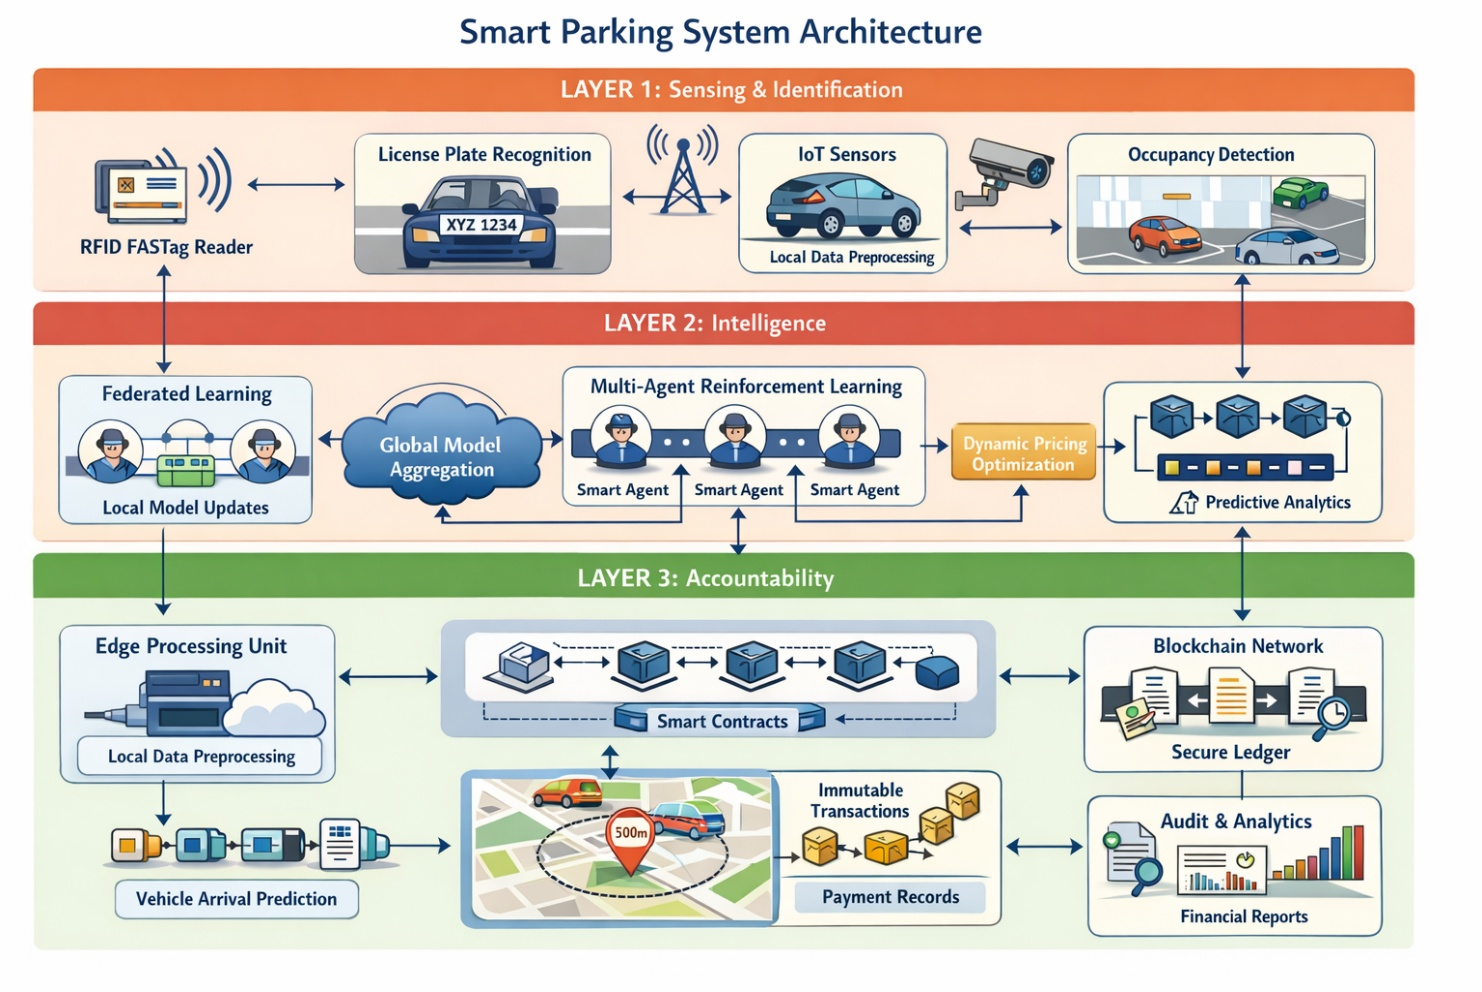 Smart Parking System Architecture
LAYER 1: Sensing & Identification
RFID FASTag Reader
License Plate Recognition
XYZ 1234
IoT Sensors
Local Data Preprocessing
Occupancy Detection
LAYER 2: Intelligence
Federated Learning
Local Model Updates
Global Model
Aggregation
Multi-Agent Reinforcement Learning
Smart Agent
Smart Agent
Smart Agent
Dynamic Pricing
Optimization
Predictive Analytics
LAYER 3: Accountability
Edge Processing Unit
Local Data Preprocessing
Smart Contracts
Blockchain Network
Secure Ledger
Vehicle Arrival Prediction
500m
Immutable
Transactions
Payment Records
Audit & Analytics
Financial Reports